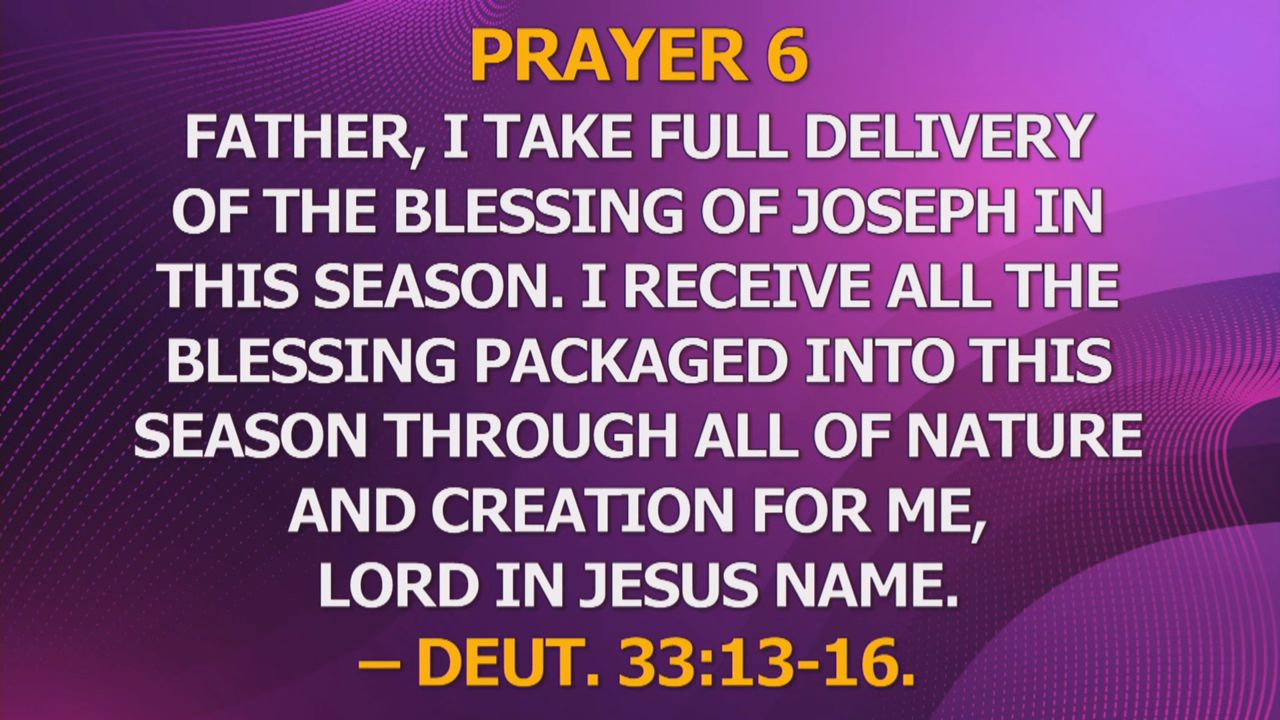 PRAYER 6
FATHER, I TAKE FULL DELIVERY
OF THE BLESSING OF JOSEPH IN
THIS SEASON. I RECEIVE ALL THE
BLESSING PACKAGED INTO THIS
SEASON THROUGH ALL OF NATURE
AND CREATION FOR ME,
LORD IN JESUS NAME.
– DEUT. 33:13-16.